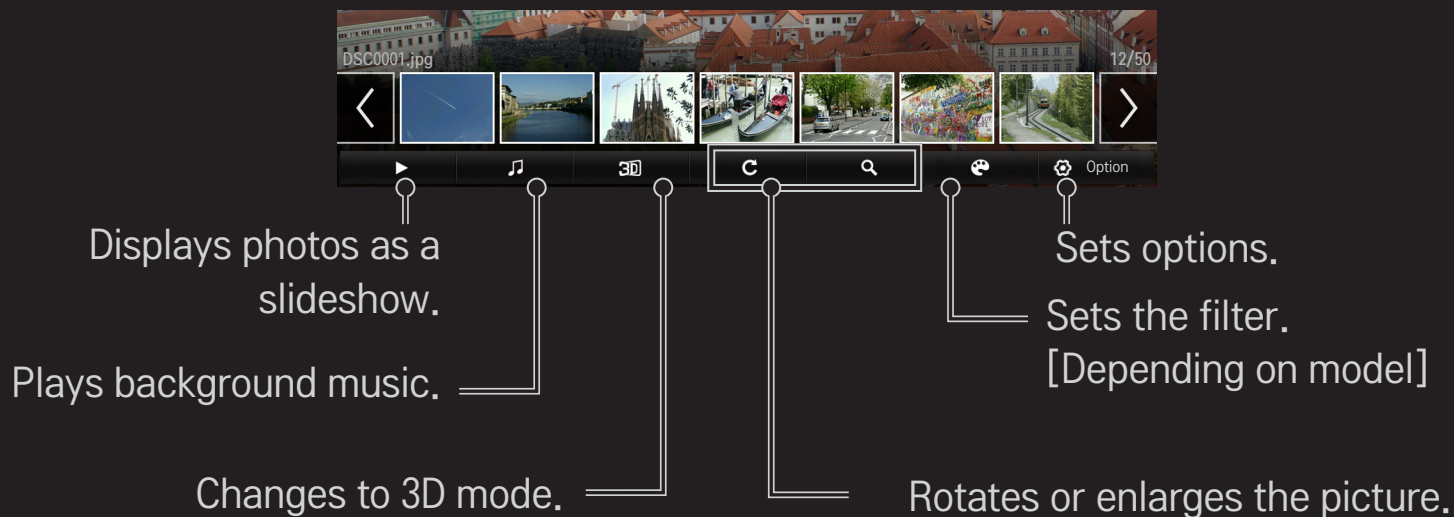 DSC0001.jpg
12/50
3D
Option
Displays photos as a
slideshow.
Sets options.
Sets the filter.
[Depending on model]
Plays background music.
Changes to 3D mode.
Rotates or enlarges the picture.